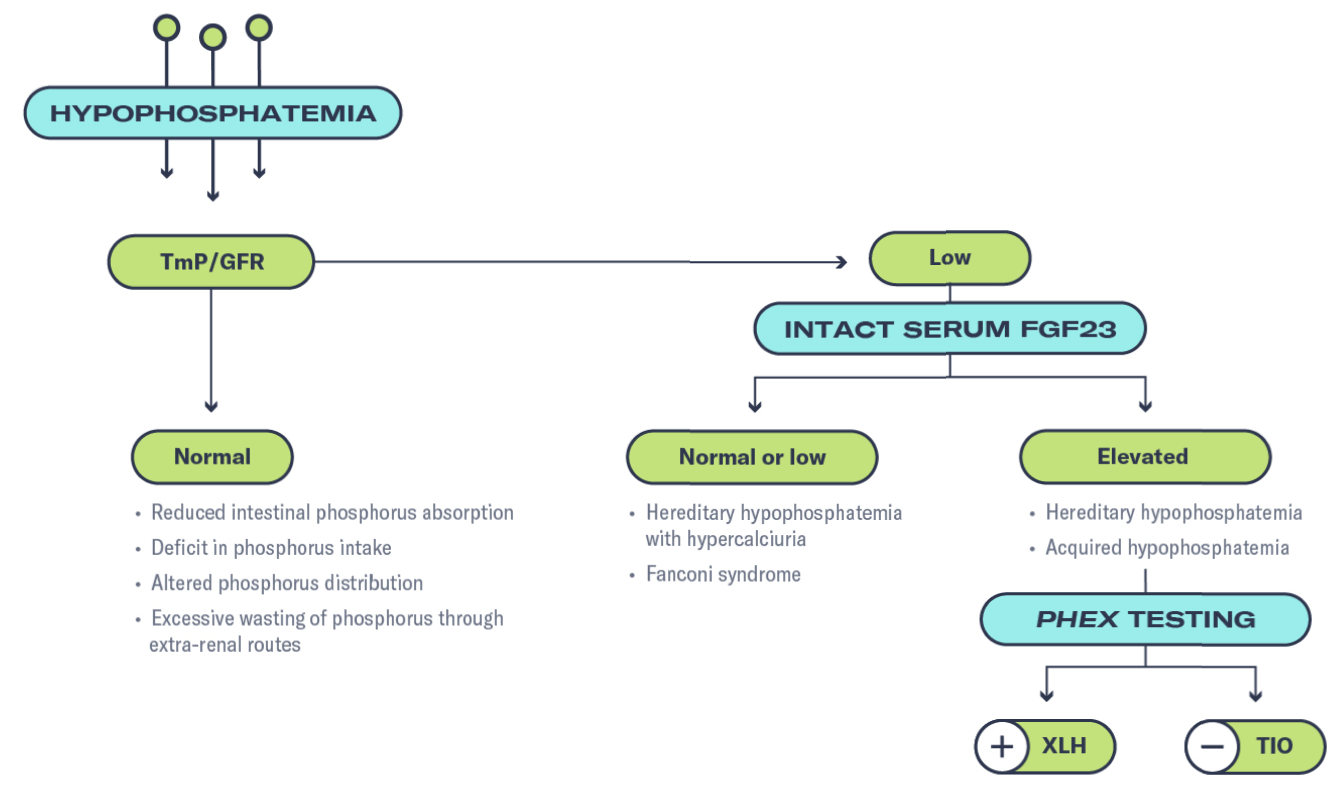 HYPOPHOSPHATEMIA
TmP/GFR
Low
INTACT SERUM FGF23
Normal
• Reduced intestinal phosphorus absorption
• Deficit in phosphorus intake
• Altered phosphorus distribution
• Excessive wasting of phosphorus through
extra-renal routes
Normal or low
• Hereditary hypophosphatemia
with hypercalciuria
• Fanconi syndrome
Elevated
• Hereditary hypophosphatemia
• Acquired hypophosphatemia
PHEX TESTING
+ XLH
− TIO